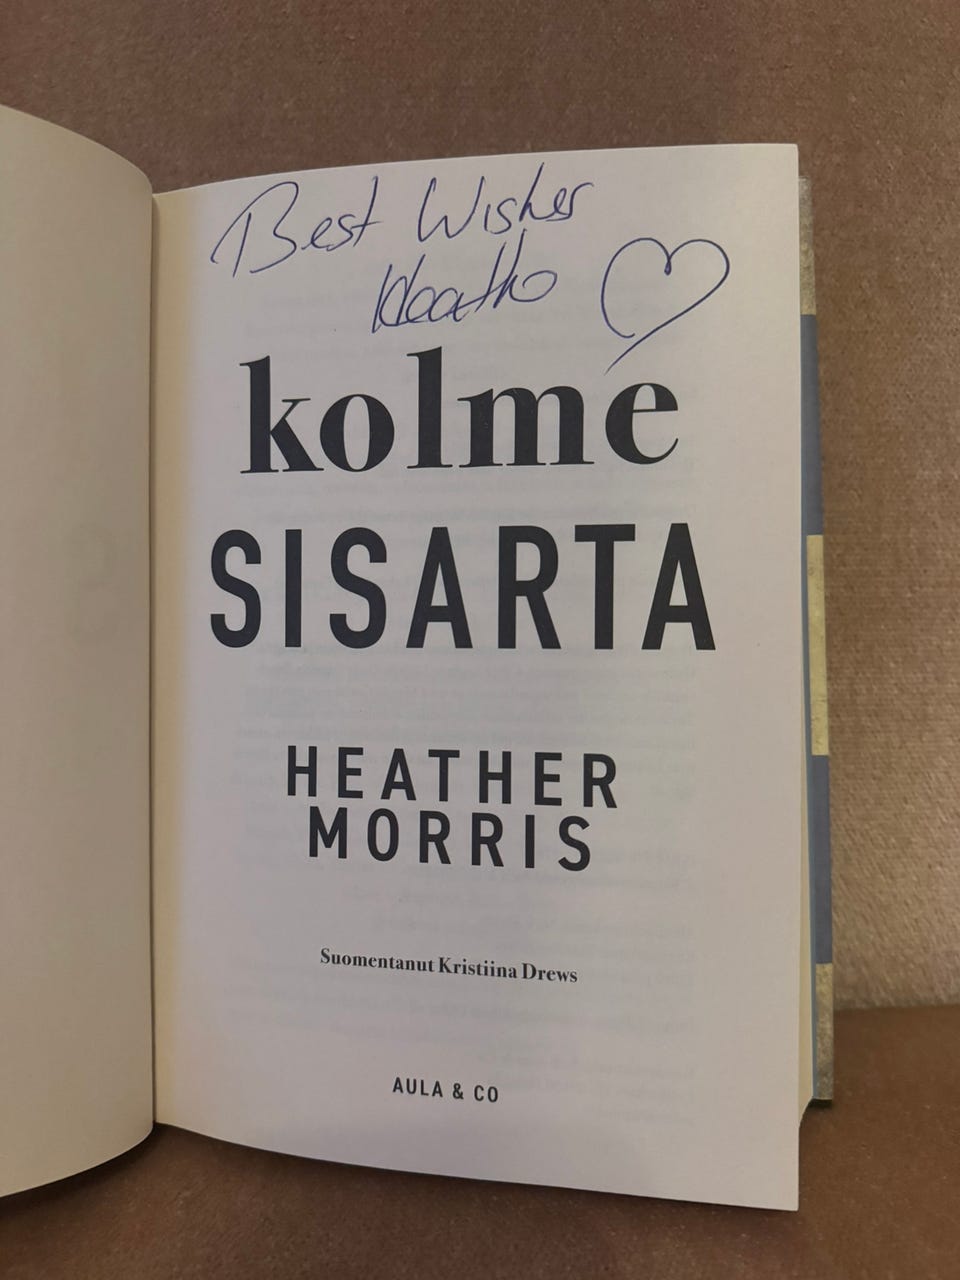 Best Wishes
Heather
kolme
SISARTA
HEATHER
MORRIS
Suomentanut Kristiina Drews
AULA & CO